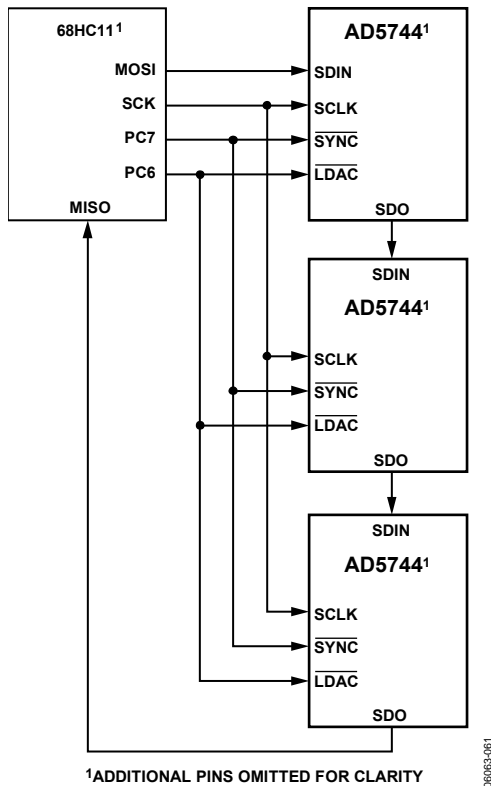 68HC11¹
MOSI
SCK
PC7
PC6
MISO
AD5744¹
SDIN
SCLK
SYNC
LDAC
SDO
SDIN
AD5744¹
SCLK
SYNC
LDAC
SDO
SDIN
AD5744¹
SCLK
SYNC
LDAC
SDO
¹ADDITIONAL PINS OMITTED FOR CLARITY
06063-061